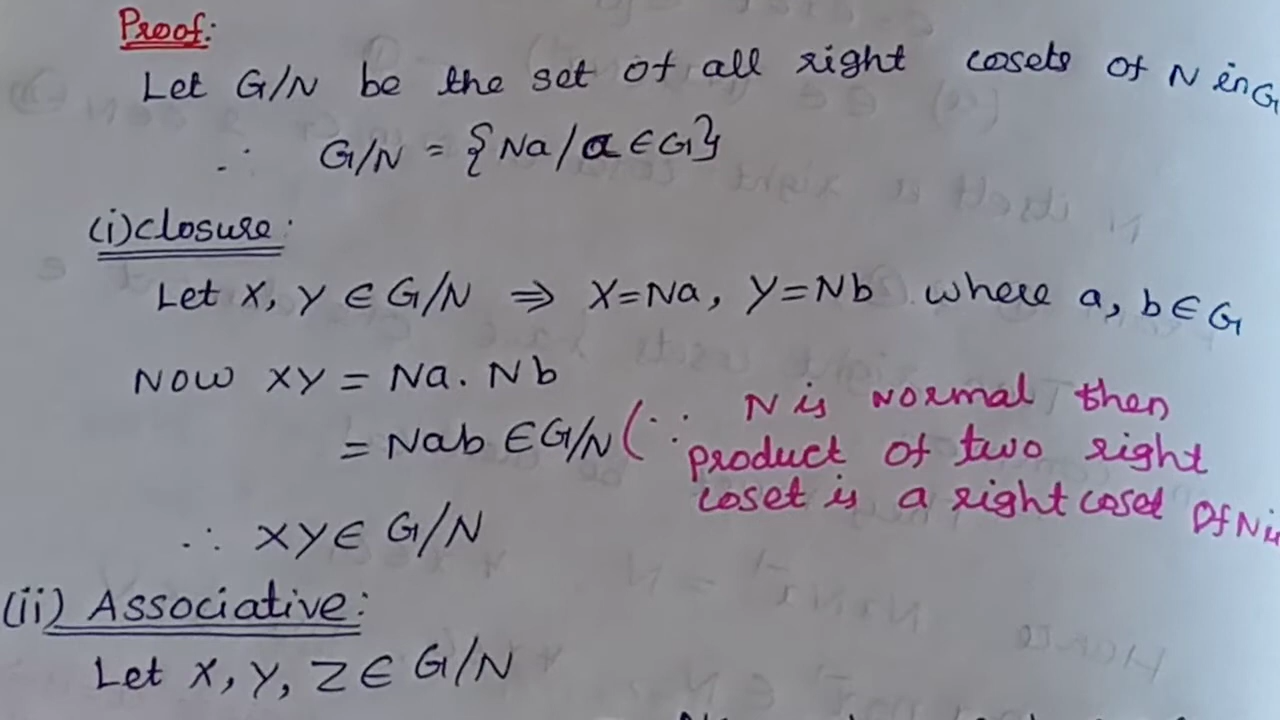 Proof:
Let G/N be the set of all right cosets of N in G
∴ G/N = {Na/a ∈ G}
(i) closure:
Let X, Y ∈ G/N ⇒ X=Na, Y=Nb where a, b ∈ G
Now XY = Na. Nb
= Nab ∈ G/N (∵ N is normal then
product of two right
coset is a right coset of N
∴ XY ∈ G/N
(ii) Associative:
Let X, Y, Z ∈ G/N